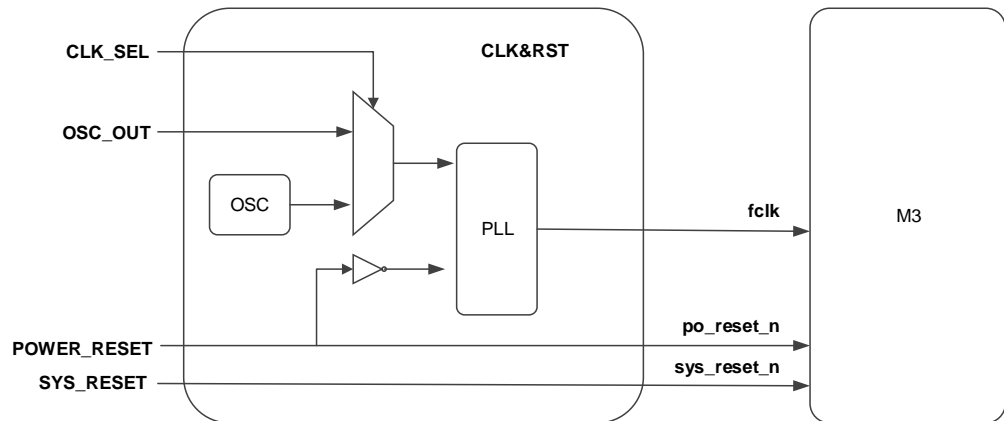 CLK_SEL
CLK&RST
OSC_OUT
OSC
PLL
fclk
M3
po_reset_n
POWER_RESET
sys_reset_n
SYS_RESET